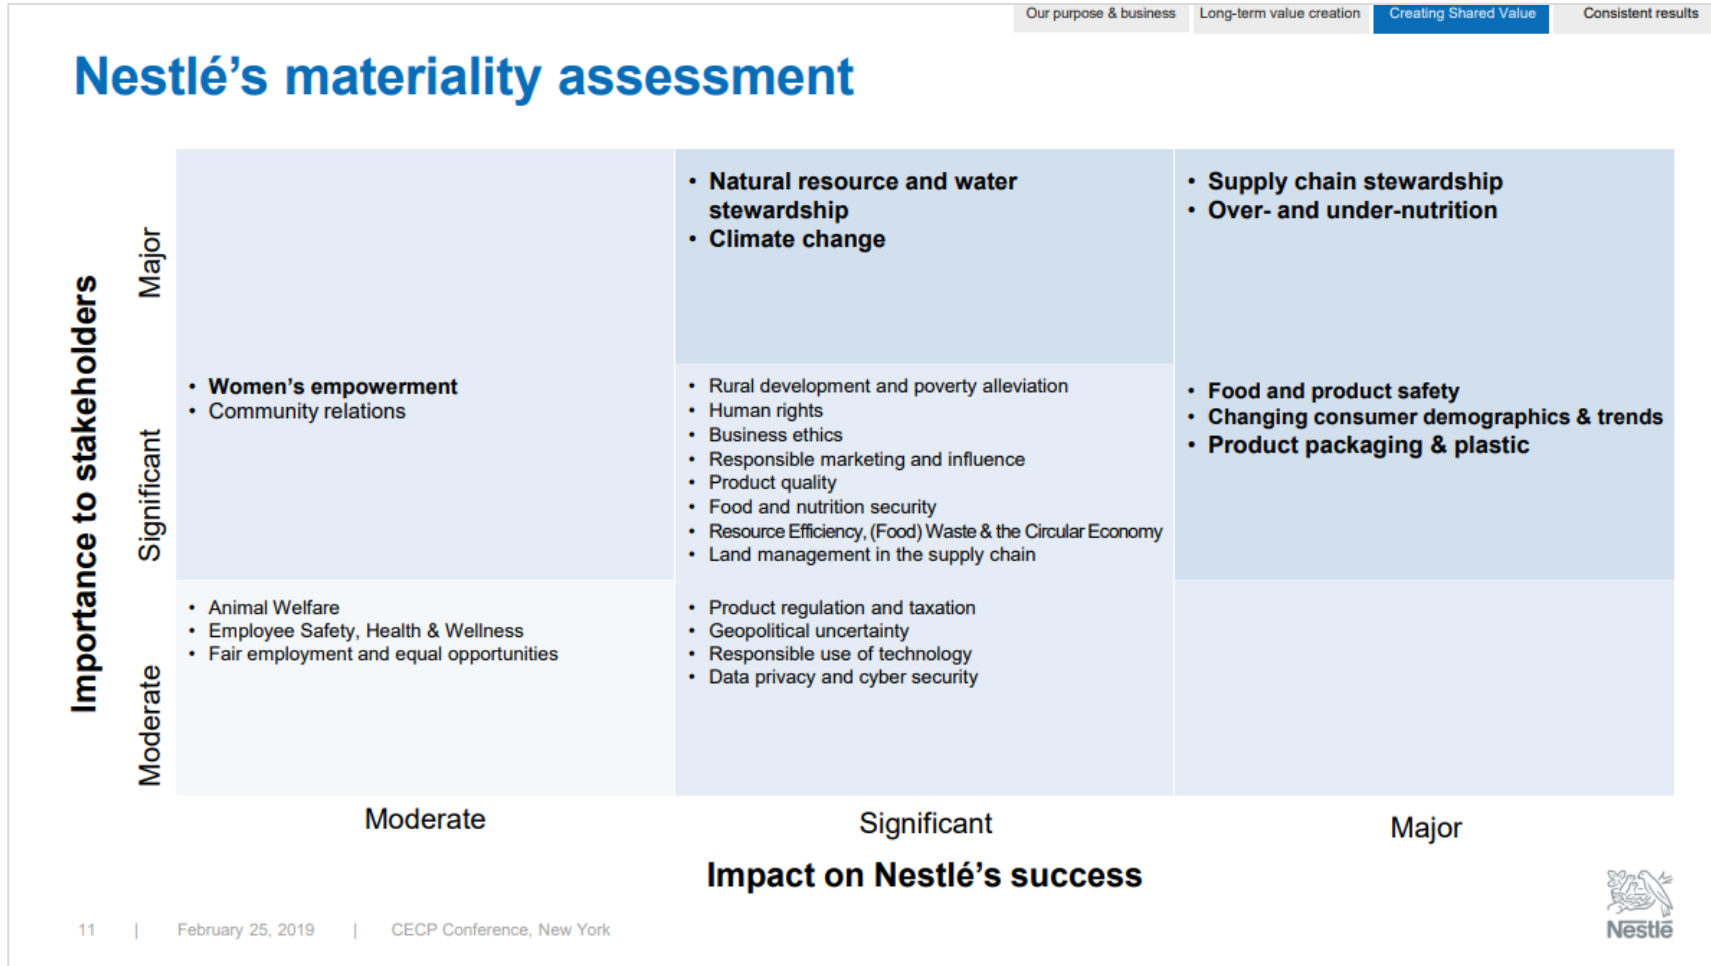 Our purpose & business
Long-term value creation
Creating Shared Value
Consistent results
Nestlé’s materiality assessment
Importance to stakeholders
Major
• Natural resource and water
stewardship
• Climate change
• Supply chain stewardship
• Over- and under-nutrition
Significant
• Women’s empowerment
• Community relations
• Rural development and poverty alleviation
• Human rights
• Business ethics
• Responsible marketing and influence
• Product quality
• Food and nutrition security
• Resource Efficiency, (Food) Waste & the Circular Economy
• Land management in the supply chain
• Food and product safety
• Changing consumer demographics & trends
• Product packaging & plastic
Moderate
• Animal Welfare
• Employee Safety, Health & Wellness
• Fair employment and equal opportunities
• Product regulation and taxation
• Geopolitical uncertainty
• Responsible use of technology
• Data privacy and cyber security
Moderate
Significant
Major
Impact on Nestlé’s success
11 | February 25, 2019 | CECP Conference, New York
Nestlé